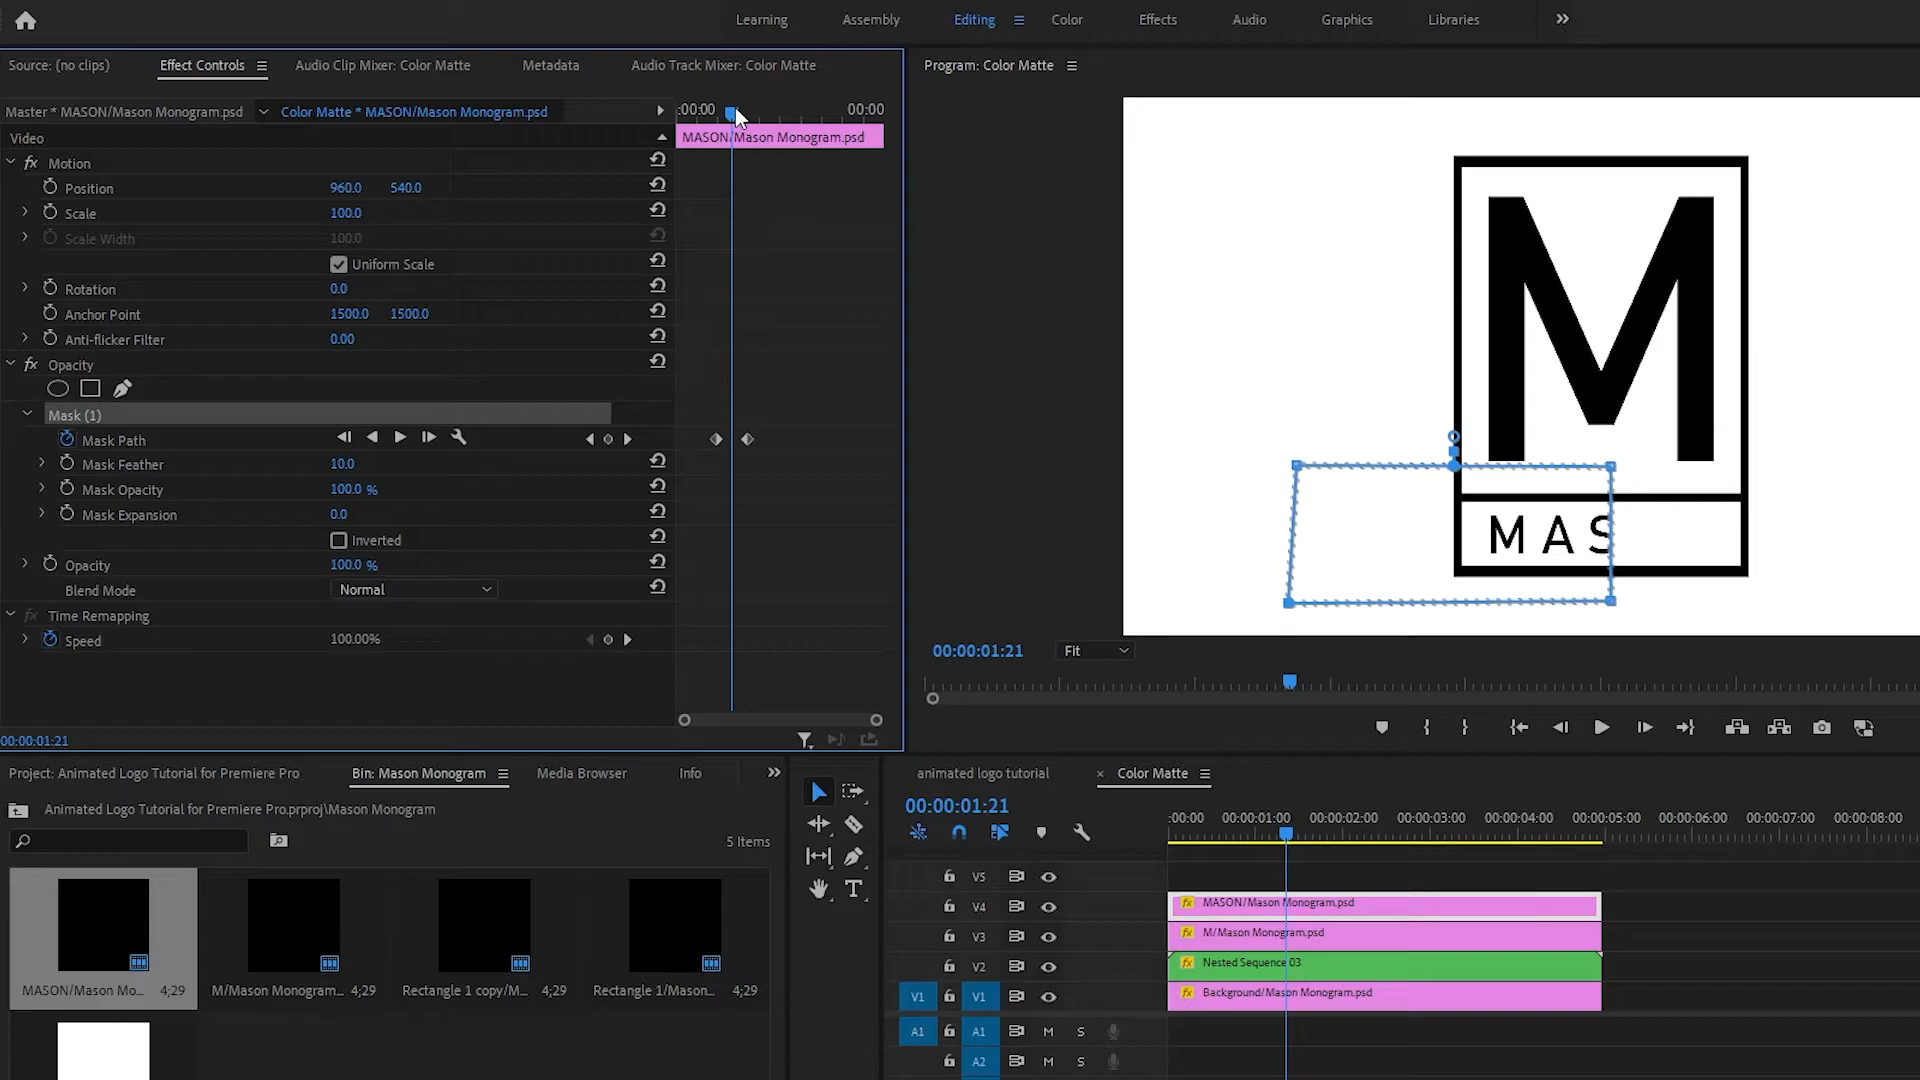 Learning Assembly Editing Color Effects Audio Graphics Libraries
Source: (no clips) Effect Controls Audio Clip Mixer: Color Matte Metadata Audio Track Mixer: Color Matte
Program: Color Matte
Master * MASON/Mason Monogram.psd Color Matte * MASON/Mason Monogram.psd
:00:00 00:00
Video
MASON/Mason Monogram.psd
fx Motion
Position 960.0 540.0
Scale 100.0
Scale Width 100.0
Uniform Scale
Rotation 0.0
Anchor Point 1500.0 1500.0
Anti-flicker Filter 0.00
fx Opacity
Mask (1)
Mask Path
Mask Feather 10.0
Mask Opacity 100.0 %
Mask Expansion 0.0
Inverted
Opacity 100.0 %
Blend Mode Normal
fx Time Remapping
Speed 100.00%
00:00:01:21
M
MAS
00:00:01:21 Fit
Project: Animated Logo Tutorial for Premiere Pro Bin: Mason Monogram Media Browser Info
Animated Logo Tutorial for Premiere Pro.prproj\Mason Monogram
5 Items
MASON/Mason Mo... 4;29
M/Mason Monogram... 4;29
Rectangle 1 copy/M... 4;29
Rectangle 1/Mason... 4;29
T
animated logo tutorial × Color Matte
00:00:01:21
:00:00 00:00:01:00 00:00:02:00 00:00:03:00 00:00:04:00 00:00:05:00 00:00:06:00 00:00:07:00 00:00:08:00
V5
V4 fx MASON/Mason Monogram.psd
V3 fx M/Mason Monogram.psd
V2 fx Nested Sequence 03
V1 V1 fx Background/Mason Monogram.psd
A1 A1 M S
A2 M S